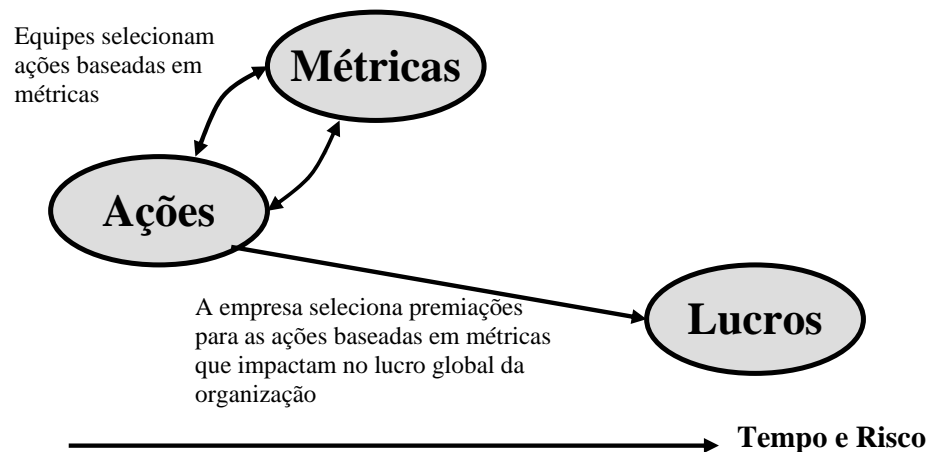 Equipes selecionam
ações baseadas em
métricas
Métricas
Ações
Lucros
A empresa seleciona premiações
para as ações baseadas em métricas
que impactam no lucro global da
organização
Tempo e Risco